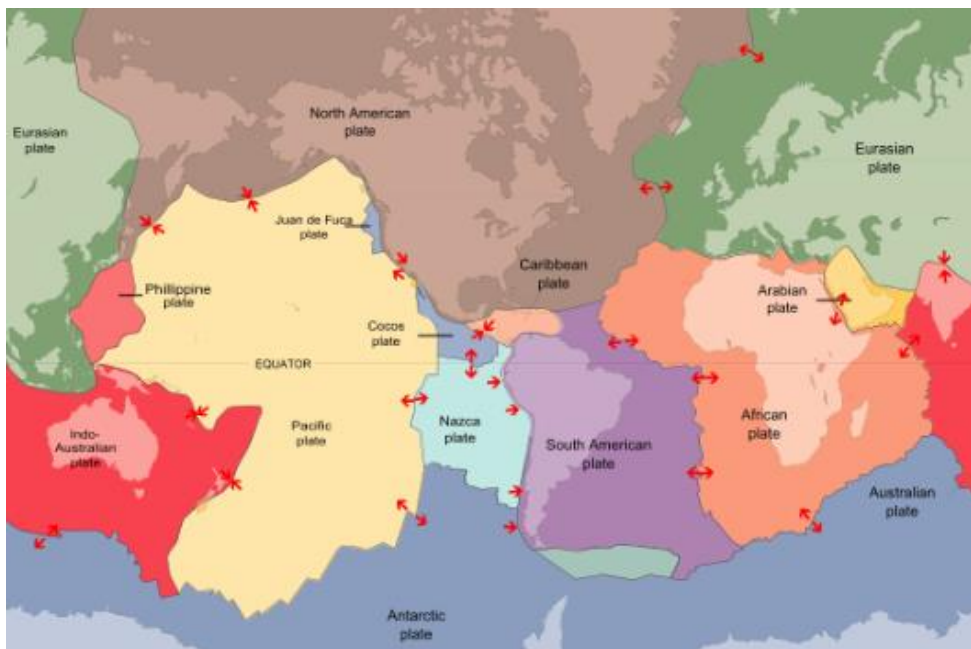 North American
plate
Eurasian
plate
Eurasian
plate
Juan de Fuca
plate
Caribbean
plate
Phillippine
plate
Arabian
plate
Cocos
plate
EQUATOR
Indo-
Australian
plate
Pacific
plate
Nazca
plate
South American
plate
African
plate
Australian
plate
Antarctic
plate